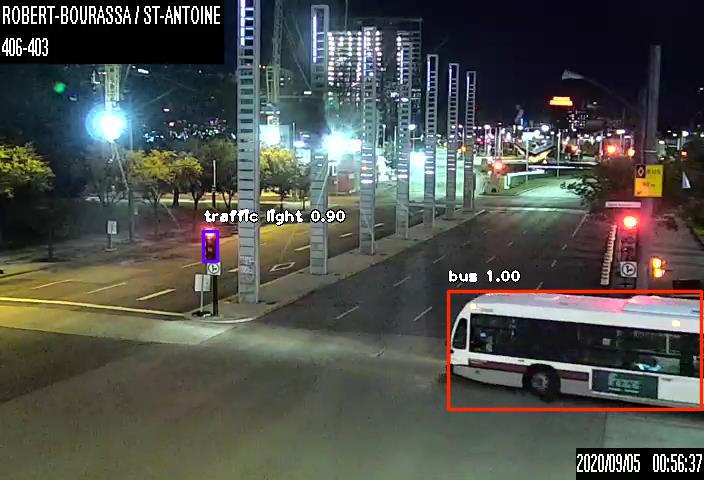 ROBERT-BOURASSA / ST-ANTOINE
406-403
traffic light 0.90
bus 1.00
2020/09/05 00:56:37